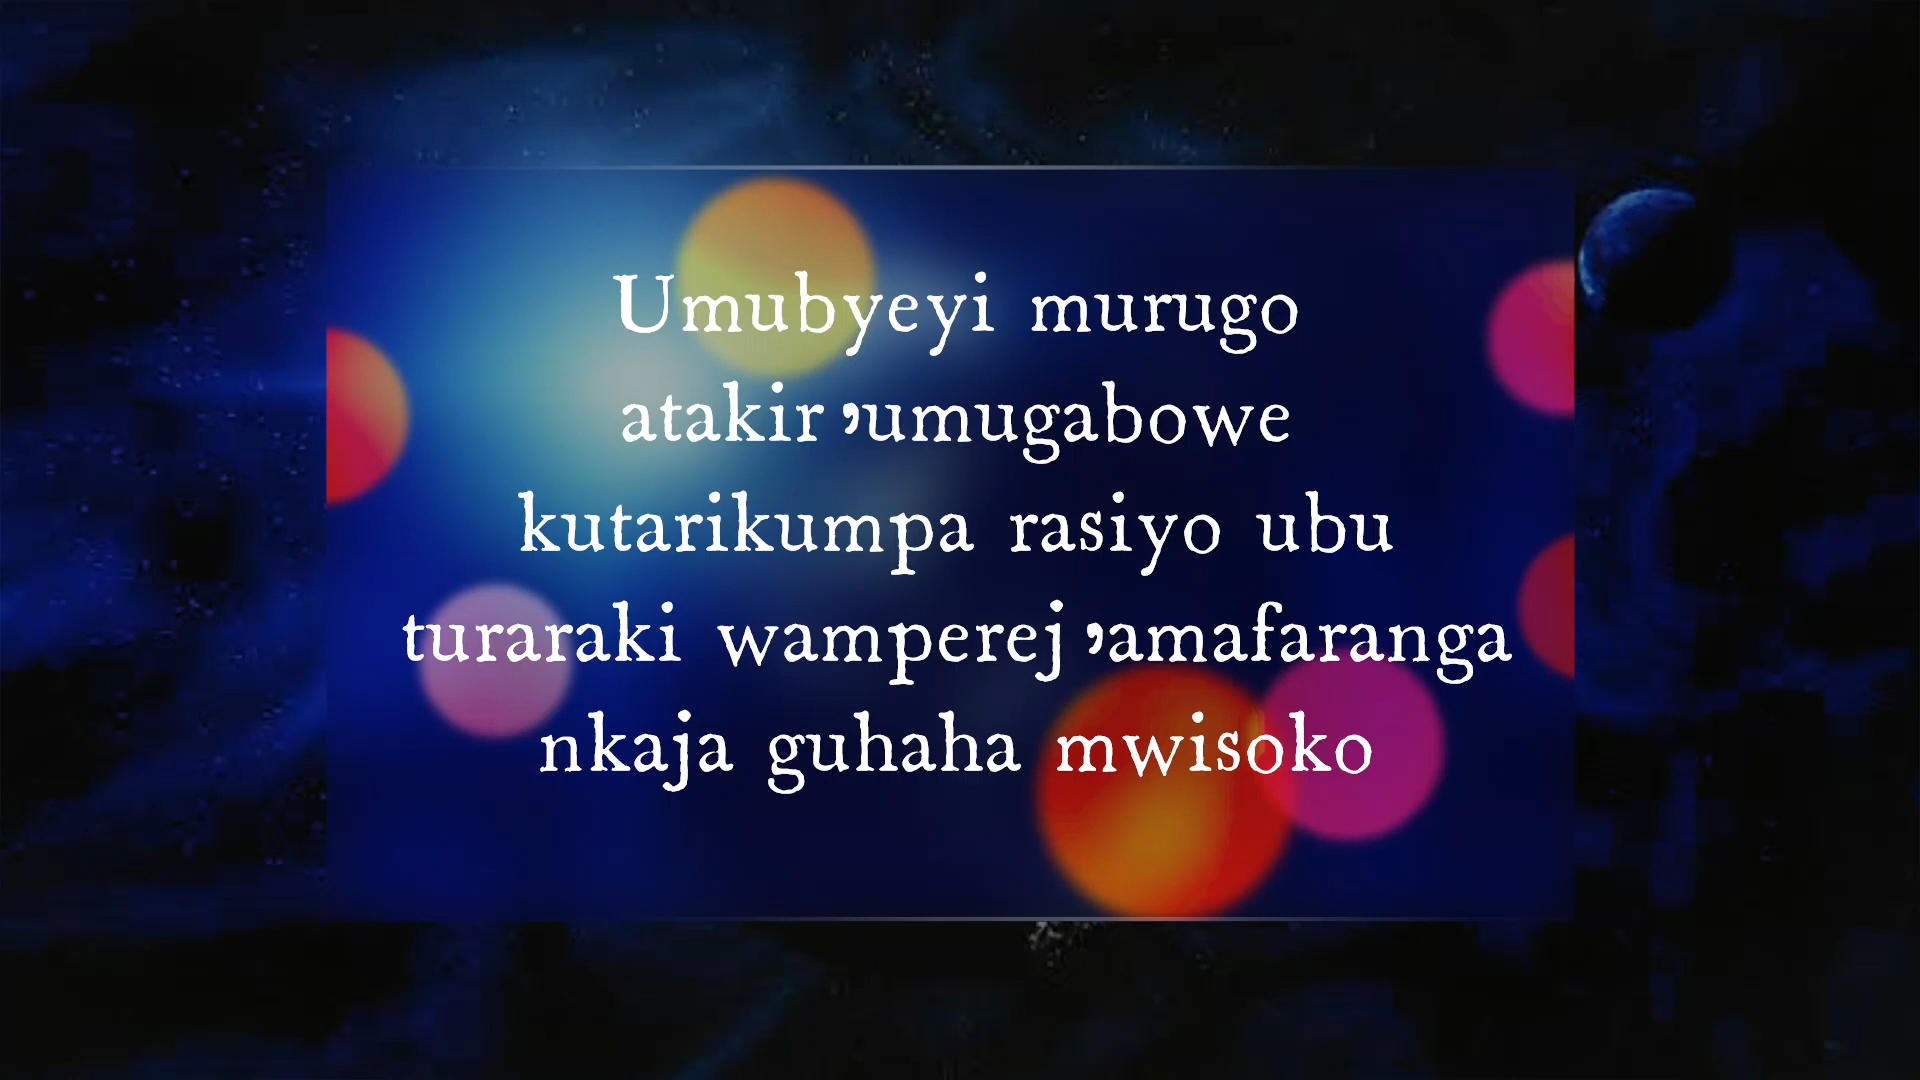 Umubyeyi murugo
atakir ’umugabowe
kutarikumpa rasiyo ubu
turaraki wamperej ’amafaranga
nkaja guhaha mwisoko